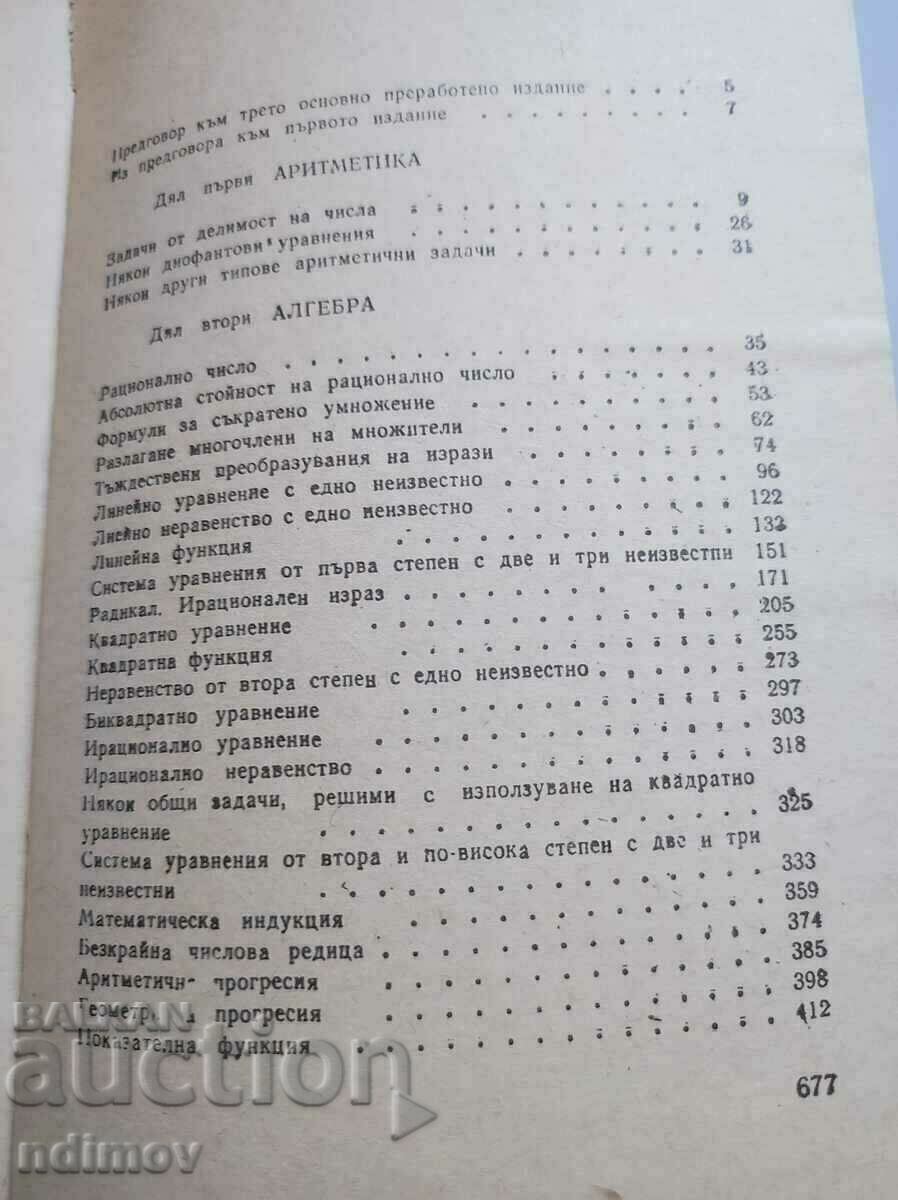 Предговор към трето основно преработено издание . . . . 5
Из предговора към първото издание . . . . . . . . 7
Дял първи АРИТМЕТИКА
Задачи от делимост на числа . . . . . . . . . . 9
Някои диофантови уравнения . . . . . . . . . . 26
Някои други типове аритметични задачи . . . . . . . 31
Дял втори АЛГЕБРА
Рационално число . . . . . . . . . . . . . 35
Абсолютна стойност на рационално число . . . . . . 43
Формули за съкратено умножение . . . . . . . . 53
Разлагане многочлени на множители . . . . . . . 62
Тъждествени преобразувания на изрази . . . . . . . 74
Линейно уравнение с едно неизвестно . . . . . . . 96
Лиейно неравенство с едно неизвестно . . . . . . . 122
Линейна функция . . . . . . . . . . . 132
Система уравнения от първа степен с две и три неизвестни 151
Радикал. Ирационален израз . . . . . . . . . 171
Квадратно уравнение . . . . . . . . . . . 205
Квадратна функция . . . . . . . . . . . 255
Неравенство от втора степен с едно неизвестно . . . . . 273
Биквадратно уравнение . . . . . . . . . . 297
Ирационално уравнение . . . . . . . . . . 303
Ирационално неравенство . . . . . . . . . . 318
Някои общи задачи, решими с използуване на квадратно
уравнение . . . . . . . . . . . . 325
Система уравнения от втора и по-висока степен с две и три
неизвестни . . . . . . . . . . . . 333
Математическа индукция . . . . . . . . . . 359
Безкрайна числова редица . . . . . . . . . . 374
Аритметична прогресия . . . . . . . . . . 385
Геометр а прогресия . . . . . . . . . . 398
Показателна функция . . . . . . . . . . . 412
677
BALKAN
auction
ndimov